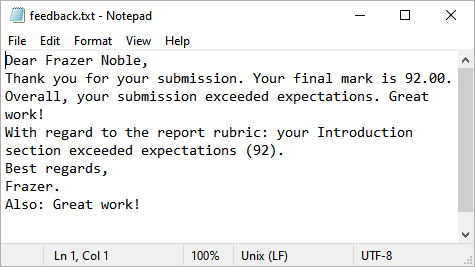 feedback.txt - Notepad
File Edit Format View Help
Dear Frazer Noble,
Thank you for your submission. Your final mark is 92.00.
Overall, your submission exceeded expectations. Great
work!
With regard to the report rubric: your Introduction
section exceeded expectations (92).
Best regards,
Frazer.
Also: Great work!
Ln 1, Col 1 100% Unix (LF) UTF-8